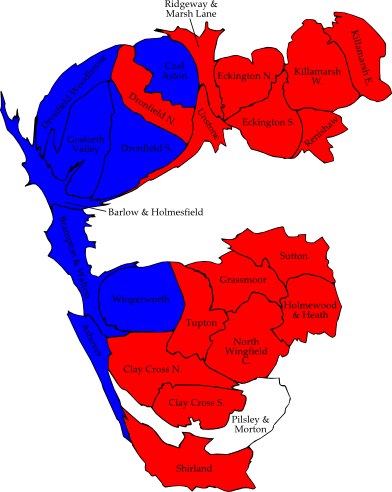 Ridgeway &
Marsh Lane
Coal
Aston
Eckington N.
Killamarsh
W.
Killamarsh E.
Dronfield Woodhouse
Dronfield N.
Unstone
Eckington S.
Renishaw
Gosforth
Valley
Dronfield S.
Barlow & Holmesfield
Brampton & Walton
Sutton
Grassmoor
Wingerworth
Holmewood
& Heath
Tupton
Ashover
North
Wingfield
C.
Clay Cross N.
Clay Cross S.
Pilsley &
Morton
Shirland